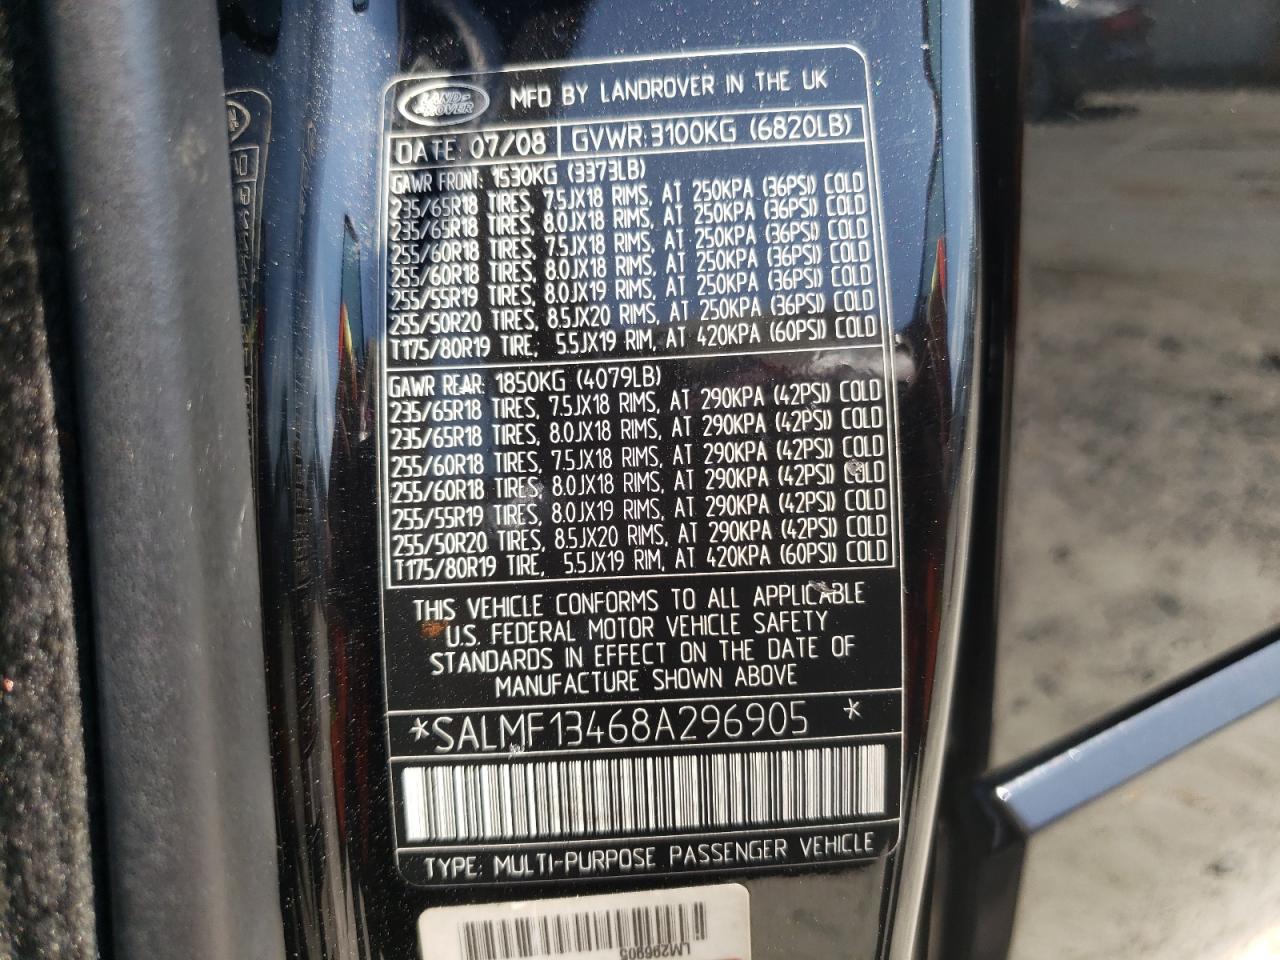 LAND-
ROVER
MFD BY LANDROVER IN THE UK
DATE: 07/08 GVWR: 3100KG (6820LB)
GAWR FRONT: 1530KG (3373LB)
235/65R18 TIRES, 7.5JX18 RIMS, AT 250KPA (36PSI) COLD
235/65R18 TIRES, 8.0JX18 RIMS, AT 250KPA (36PSI) COLD
255/60R18 TIRES, 7.5JX18 RIMS, AT 250KPA (36PSI) COLD
255/60R18 TIRES, 8.0JX18 RIMS, AT 250KPA (36PSI) COLD
255/55R19 TIRES, 8.0JX19 RIMS, AT 250KPA (36PSI) COLD
255/50R20 TIRES, 8.5JX20 RIMS, AT 250KPA (36PSI) COLD
T175/80R19 TIRE, 5.5JX19 RIM, AT 420KPA (60PSI) COLD
GAWR REAR: 1850KG (4079LB)
235/65R18 TIRES, 7.5JX18 RIMS, AT 290KPA (42PSI) COLD
235/65R18 TIRES, 8.0JX18 RIMS, AT 290KPA (42PSI) COLD
255/60R18 TIRES, 7.5JX18 RIMS, AT 290KPA (42PSI) COLD
255/60R18 TIRES, 8.0JX18 RIMS, AT 290KPA (42PSI) COLD
255/55R19 TIRES, 8.0JX19 RIMS, AT 290KPA (42PSI) COLD
255/50R20 TIRES, 8.5JX20 RIMS, AT 290KPA (42PSI) COLD
T175/80R19 TIRE, 5.5JX19 RIM, AT 420KPA (60PSI) COLD
THIS VEHICLE CONFORMS TO ALL APPLICABLE
U.S. FEDERAL MOTOR VEHICLE SAFETY
STANDARDS IN EFFECT ON THE DATE OF
MANUFACTURE SHOWN ABOVE
*SALMF13468A296905 *
TYPE: MULTI-PURPOSE PASSENGER VEHICLE
LM296905